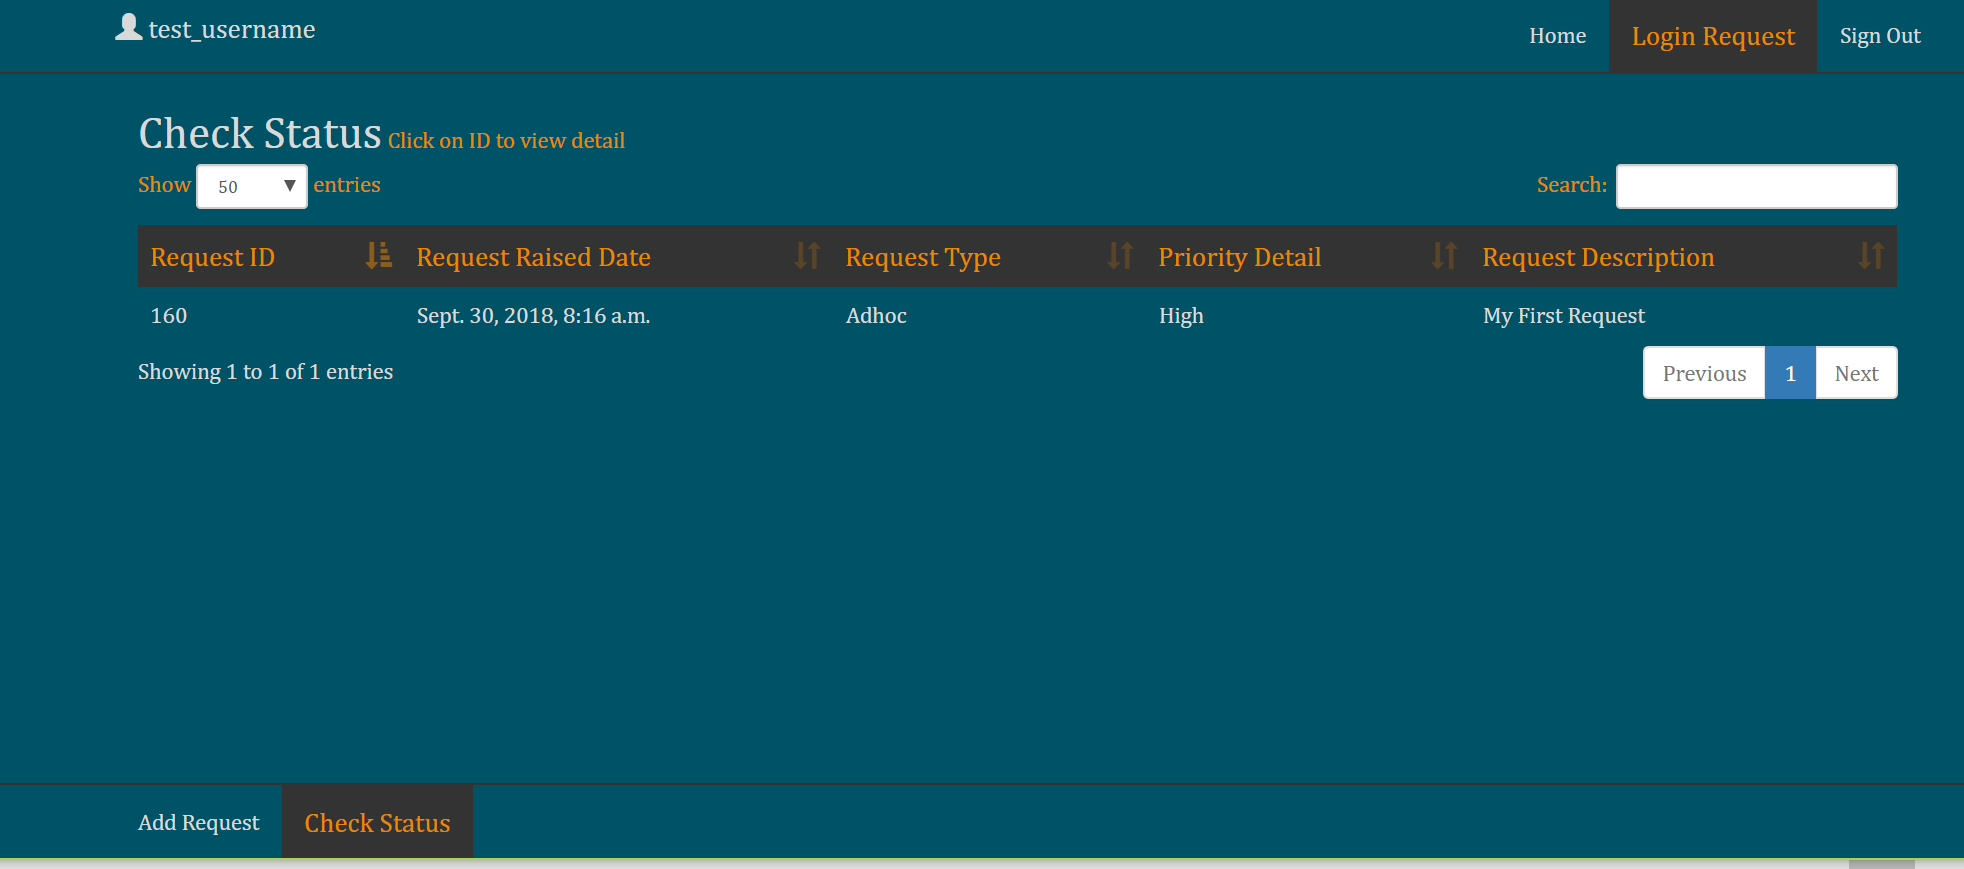 test_username
Home Login Request Sign Out
Check Status Click on ID to view detail
Show 50 entries
Search:
Request ID Request Raised Date Request Type Priority Detail Request Description
160 Sept. 30, 2018, 8:16 a.m. Adhoc High My First Request
Showing 1 to 1 of 1 entries
Previous 1 Next
Add Request Check Status